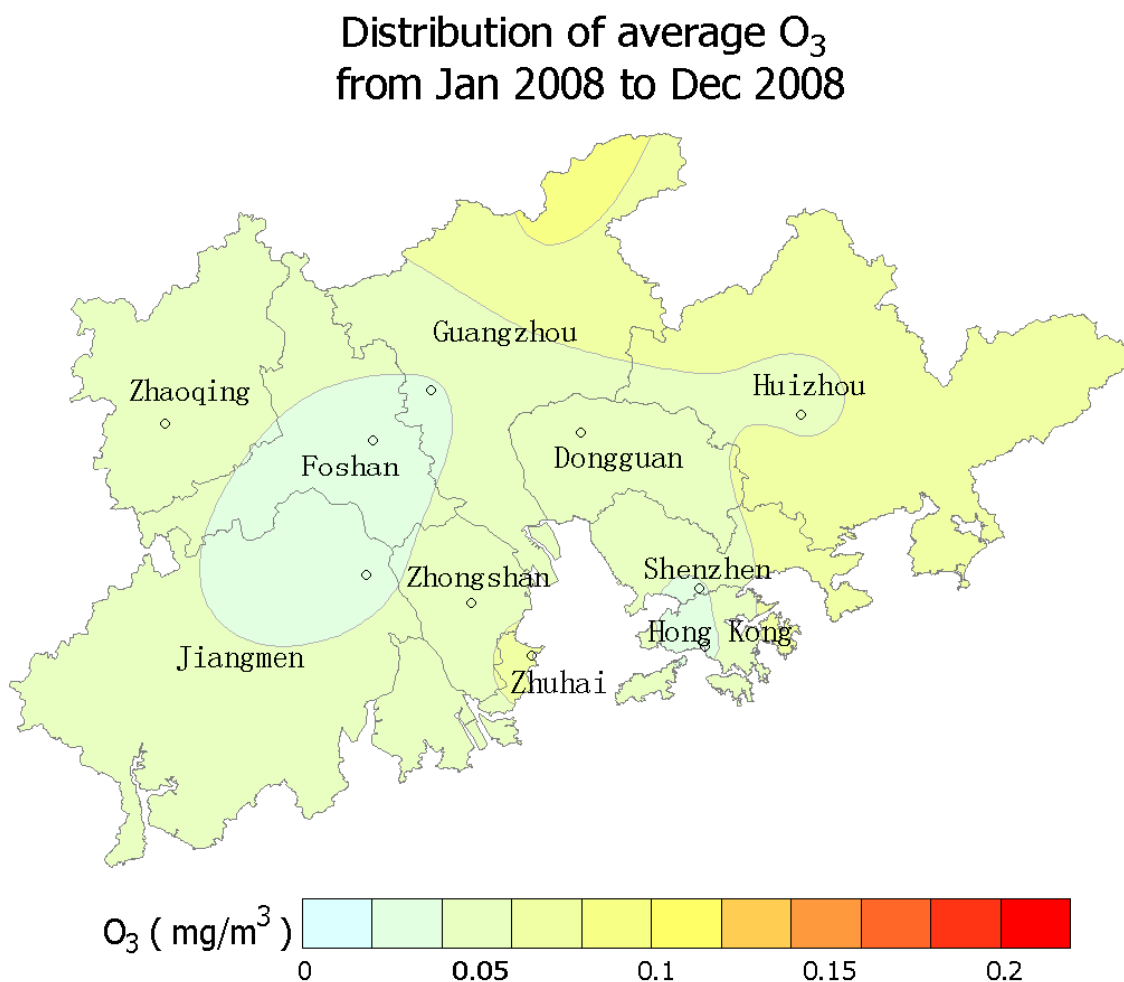 Distribution of average O₃
from Jan 2008 to Dec 2008
Guangzhou
Zhaoqing
Huizhou
Foshan
Dongguan
Shenzhen
Zhongshan
Hong Kong
Jiangmen
Zhuhai
O₃ ( mg/m³ )
0 0.05 0.1 0.15 0.2